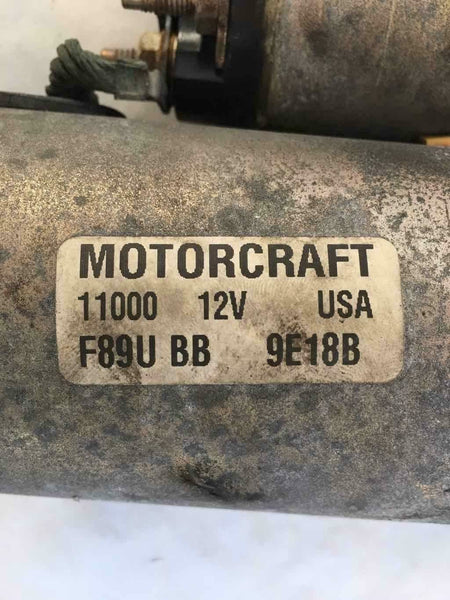 MOTORCRAFT
11000 12V USA
F89U BB 9E18B